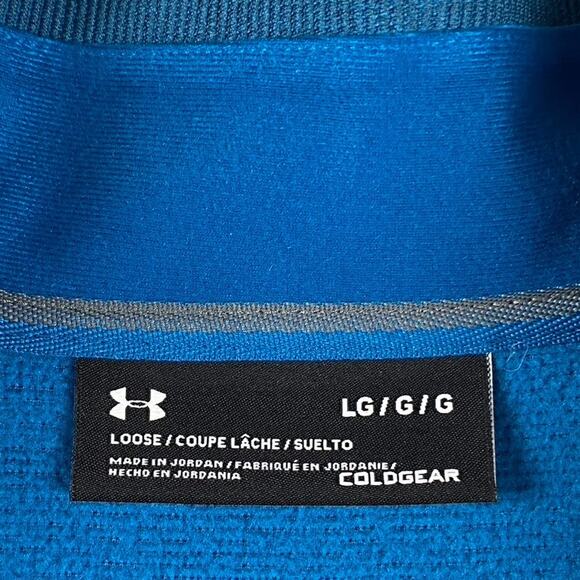 LG/G/G
LOOSE/COUPE LÂCHE/SUELTO
MADE IN JORDAN/FABRIQUÉ EN JORDANIE/
HECHO EN JORDANIA
COLDGEAR